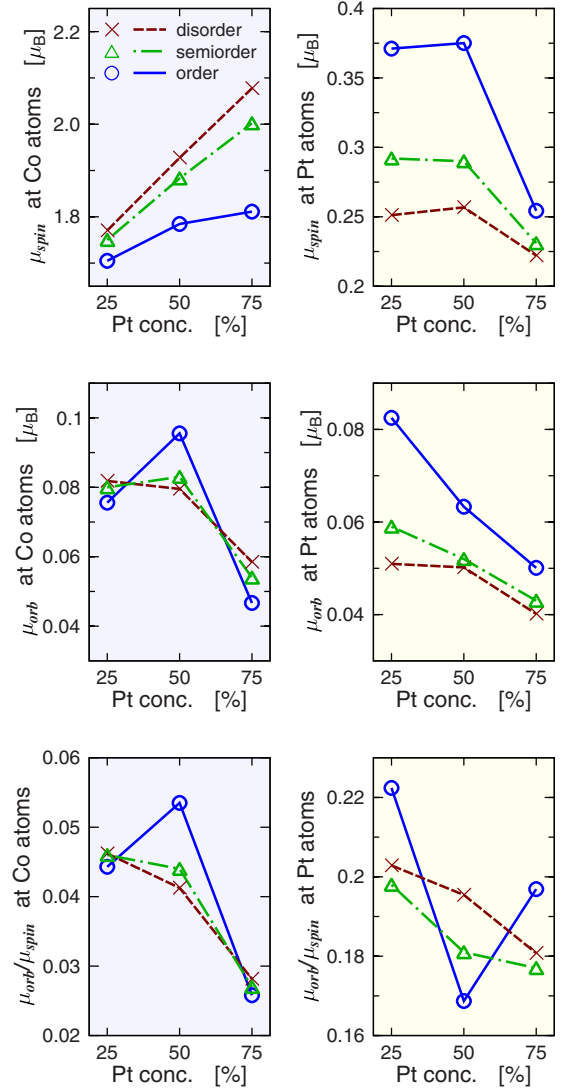 μspin at Co atoms [μB]
2.2
2.0
1.8
disorder
semiorder
order
25 50 75
Pt conc. [%]
μspin at Pt atoms [μB]
0.4
0.35
0.3
0.25
0.2
25 50 75
Pt conc. [%]
μorb at Co atoms [μB]
0.1
0.08
0.06
0.04
25 50 75
Pt conc. [%]
μorb at Pt atoms [μB]
0.08
0.06
0.04
25 50 75
Pt conc. [%]
μorb/μspin at Co atoms
0.06
0.05
0.04
0.03
0.02
25 50 75
Pt conc. [%]
μorb/μspin at Pt atoms
0.22
0.20
0.18
0.16
25 50 75
Pt conc. [%]